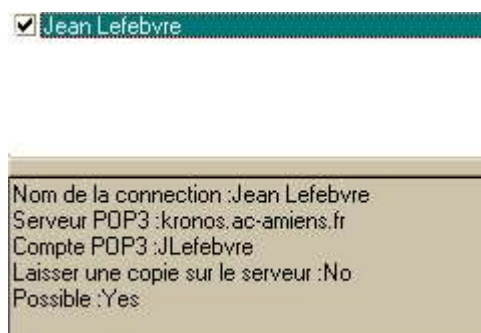 Jean Lefebvre
Nom de la connection :Jean Lefebvre
Serveur POP3 :kronos.ac-amiens.fr
Compte POP3 :JLefebvre
Laisser une copie sur le serveur :No
Possible :Yes